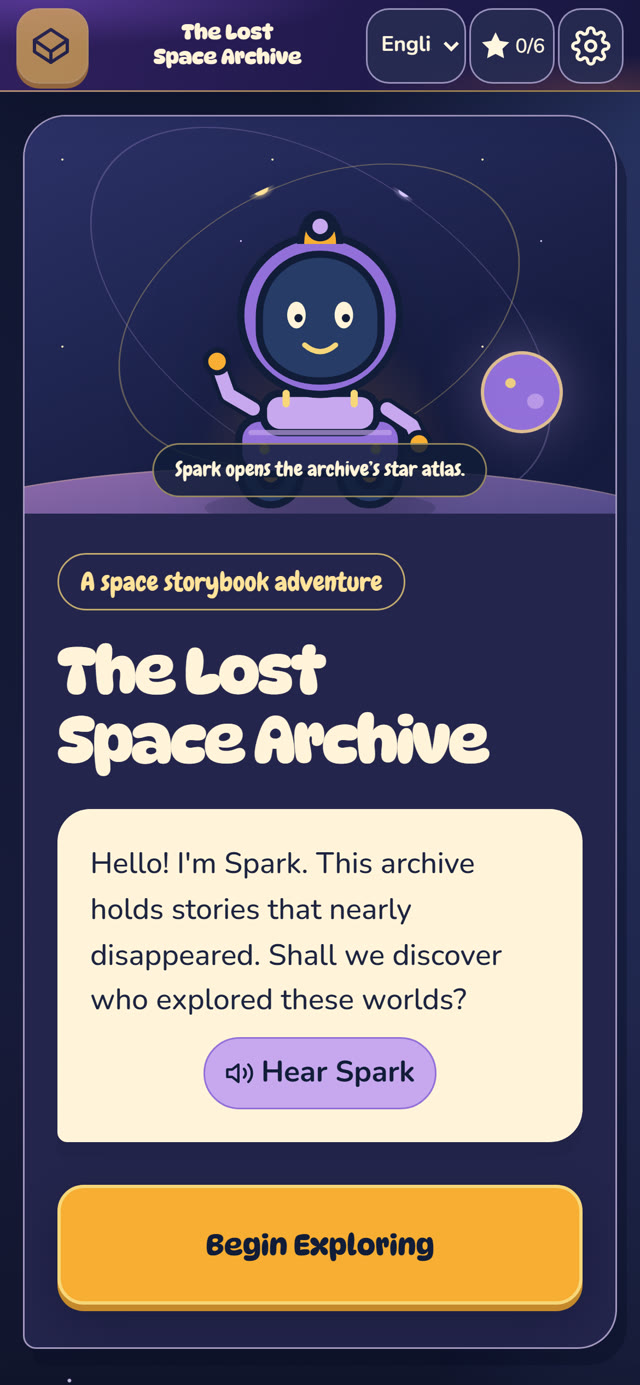 The Lost
Space Archive
Engli
0/6
Spark opens the archive's star atlas.
A space storybook adventure
The Lost
Space Archive
Hello! I'm Spark. This archive
holds stories that nearly
disappeared. Shall we discover
who explored these worlds?
Hear Spark
Begin Exploring